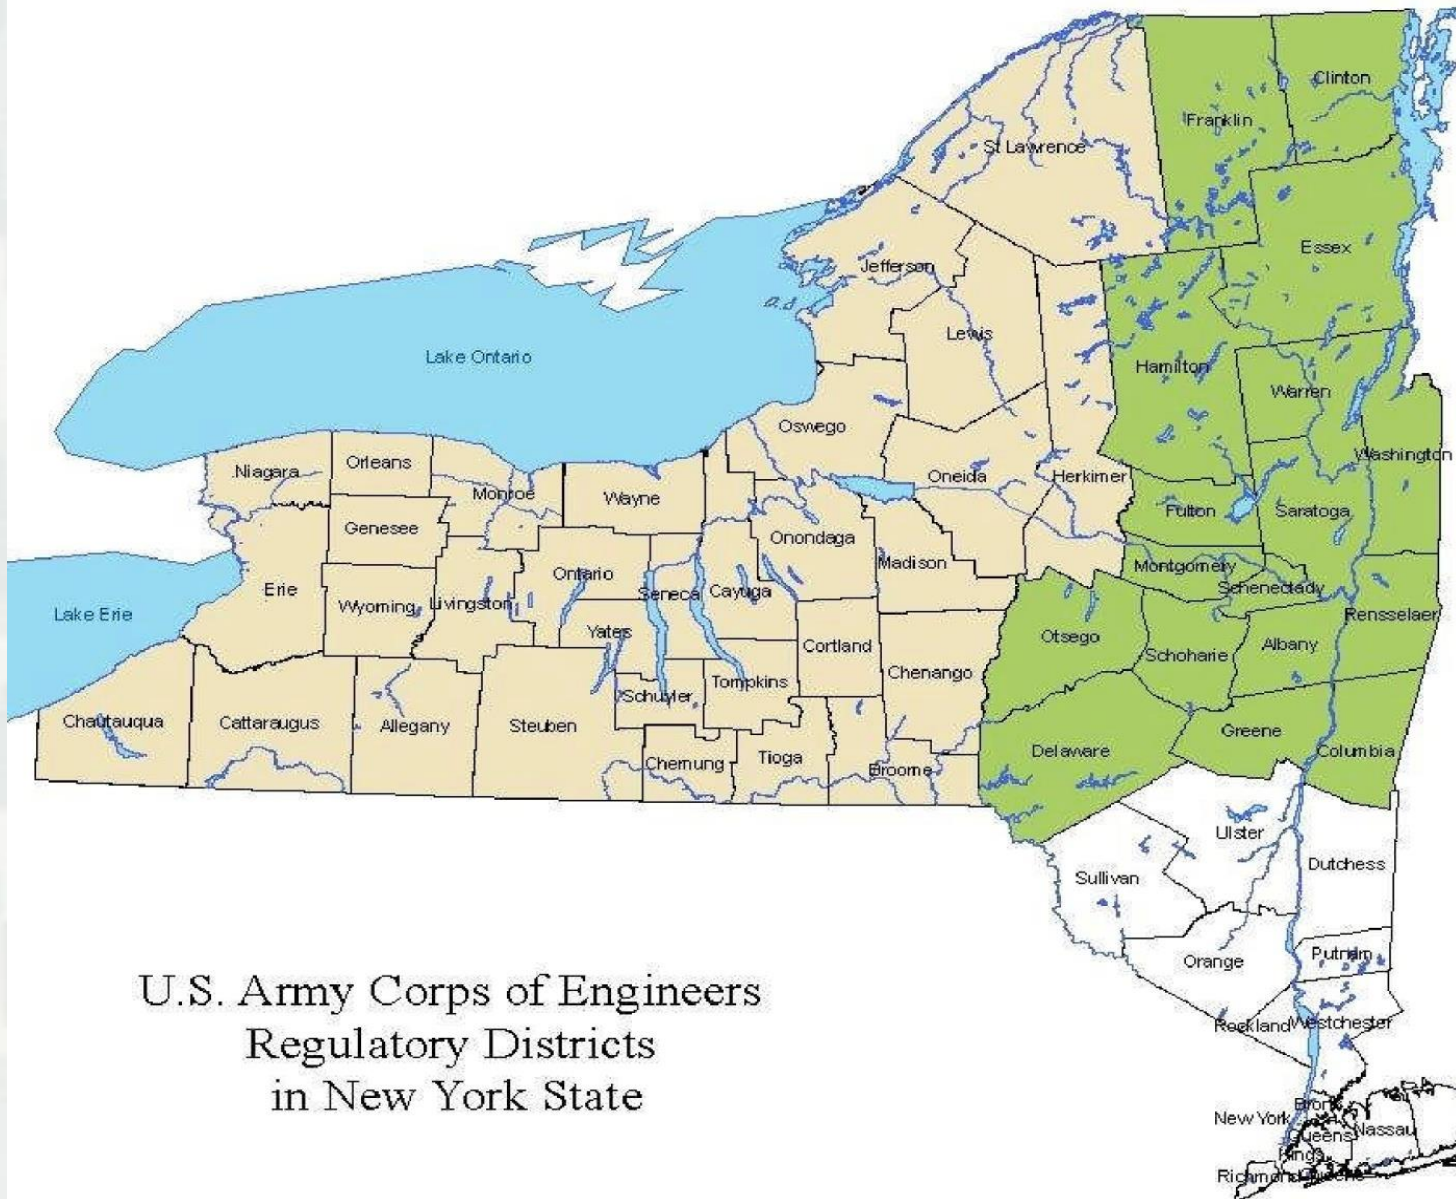 Clinton
Franklin
St Lawrence
Essex
Jefferson
Lewis
Lake Ontario
Hamilton
Warren
Oswego
Washington
Niagara
Orleans
Monroe
Wayne
Oneida
Herkimer
Fulton
Saratoga
Genesee
Onondaga
Madison
Montgomery
Erie
Ontario
Schenectady
Lake Erie
Wyoming
Livingston
Seneca
Cayuga
Rensselaer
Yates
Otsego
Cortland
Schoharie
Albany
Chenango
Schuyler
Tompkins
Chautauqua
Cattaraugus
Allegany
Steuben
Greene
Delaware
Columbia
Chemung
Tioga
Broome
Ulster
Dutchess
Sullivan
Putnam
Orange
U.S. Army Corps of Engineers
Regulatory Districts
in New York State
Rockland
Westchester
New York
Bronx
Queens
Nassau
Kings
Richmond